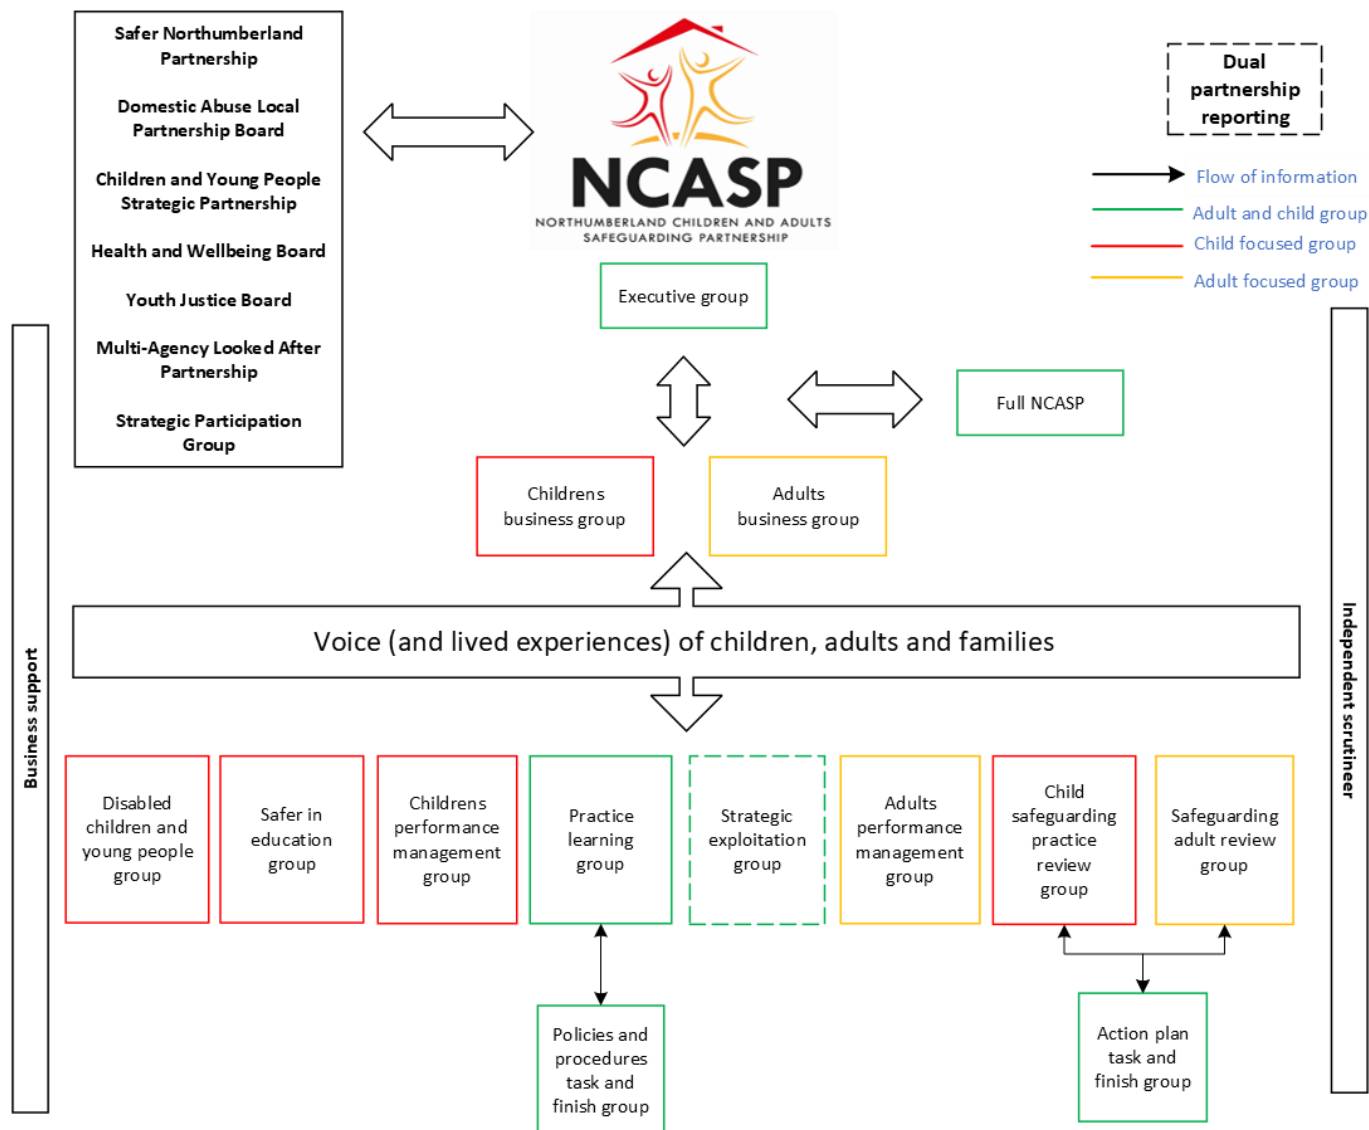 Safer Northumberland
Partnership
Domestic Abuse Local
Partnership Board
Children and Young People
Strategic Partnership
Health and Wellbeing Board
Youth Justice Board
Multi-Agency Looked After
Partnership
Strategic Participation
Group
NCASP
NORTHUMBERLAND CHILDREN AND ADULTS
SAFEGUARDING PARTNERSHIP
Dual
partnership
reporting
Flow of information
Adult and child group
Child focused group
Adult focused group
Executive group
Full NCASP
Childrens
business group
Adults
business group
Business support
Voice (and lived experiences) of children, adults and families
Independent scrutineer
Disabled
children and
young people
group
Safer in
education
group
Childrens
performance
management
group
Practice
learning
group
Strategic
exploitation
group
Adults
performance
management
group
Child
safeguarding
practice
review
group
Safeguarding
adult review
group
Policies and
procedures
task and
finish group
Action plan
task and
finish group